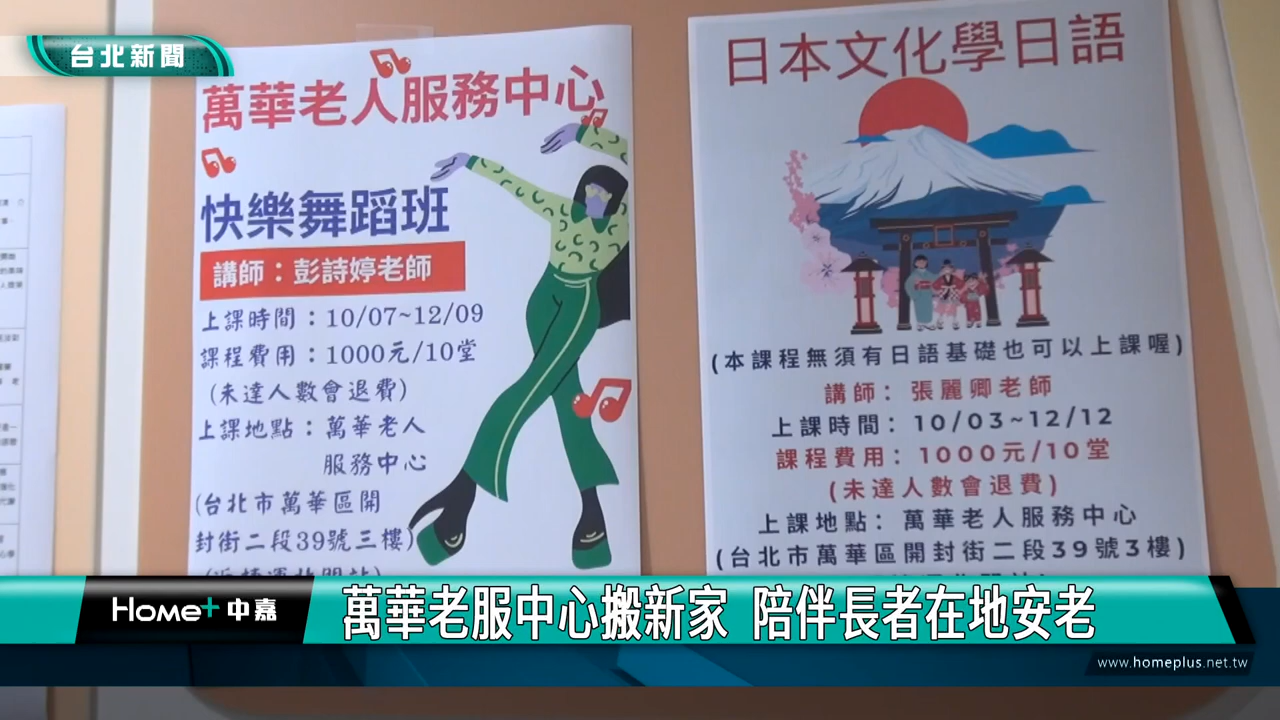 台北新聞
萬華老人服務中心
快樂舞蹈班
講師：彭詩婷老師
上課時間：10/07~12/09
課程費用：1000元/10堂
(未達人數會退費)
上課地點：萬華老人
服務中心
(台北市萬華區開
封街二段39號三樓)
日本文化學日語
(本課程無須有日語基礎也可以上課喔)
講師：張麗卿老師
上課時間：10/03~12/12
課程費用：1000元/10堂
(未達人數會退費)
上課地點：萬華老人服務中心
(台北市萬華區開封街二段39號3樓)
Home+中嘉
萬華老服中心搬新家 陪伴長者在地安老
www.homeplus.net.tw